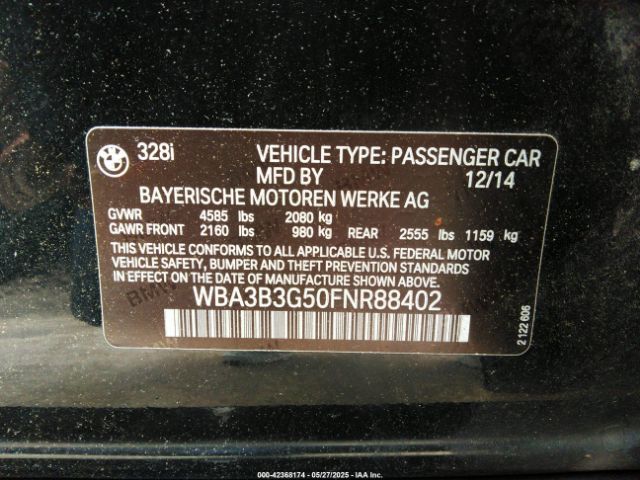 328i VEHICLE TYPE: PASSENGER CAR
MFD BY 12/14
BAYERISCHE MOTOREN WERKE AG
GVWR 4585 lbs 2080 kg
GAWR FRONT 2160 lbs 980 kg REAR 2555 lbs 1159 kg
THIS VEHICLE CONFORMS TO ALL APPLICABLE U.S. FEDERAL MOTOR
VEHICLE SAFETY, BUMPER AND THEFT PREVENTION STANDARDS
IN EFFECT ON THE DATE OF MANUFACTURE SHOWN ABOVE.
WBA3B3G50FNR88402
2 122 606
000-42368174 — 05/27/2025 — IAA Inc.